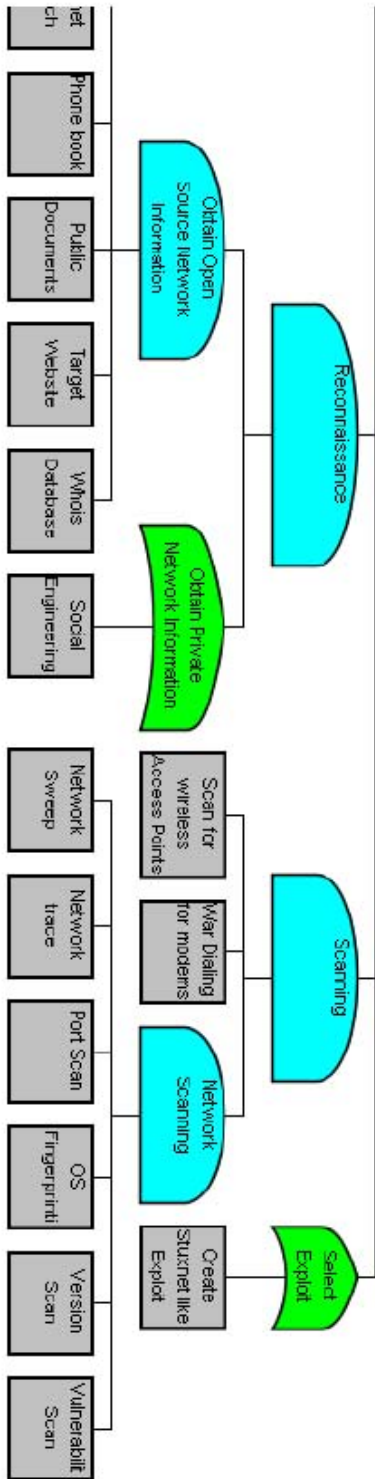 Reconnaissance
Scanning
Select
Exploit
Obtain Open
Source Network
Information
Obtain Private
Network Information
Scan for
wireless
Access Points
War Dialing
for modems
Network
Scanning
Create
Stuxnet like
Exploit
net
ch
Phone book
Public
Documents
Target
Website
Whois
Database
Social
Engineering
Network
Sweep
Network
trace
Port Scan
OS
Fingerprinti
Version
Scan
Vulnerabilit
Scan